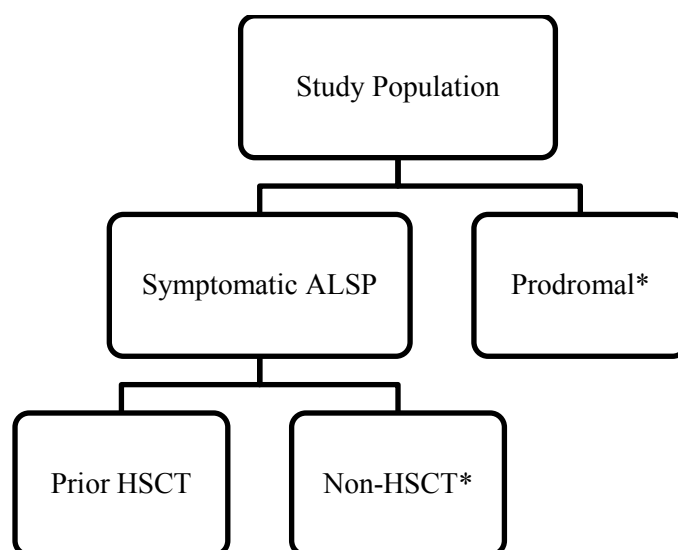 Study Population
Symptomatic ALSP
Prodromal*
Prior HSCT
Non-HSCT*